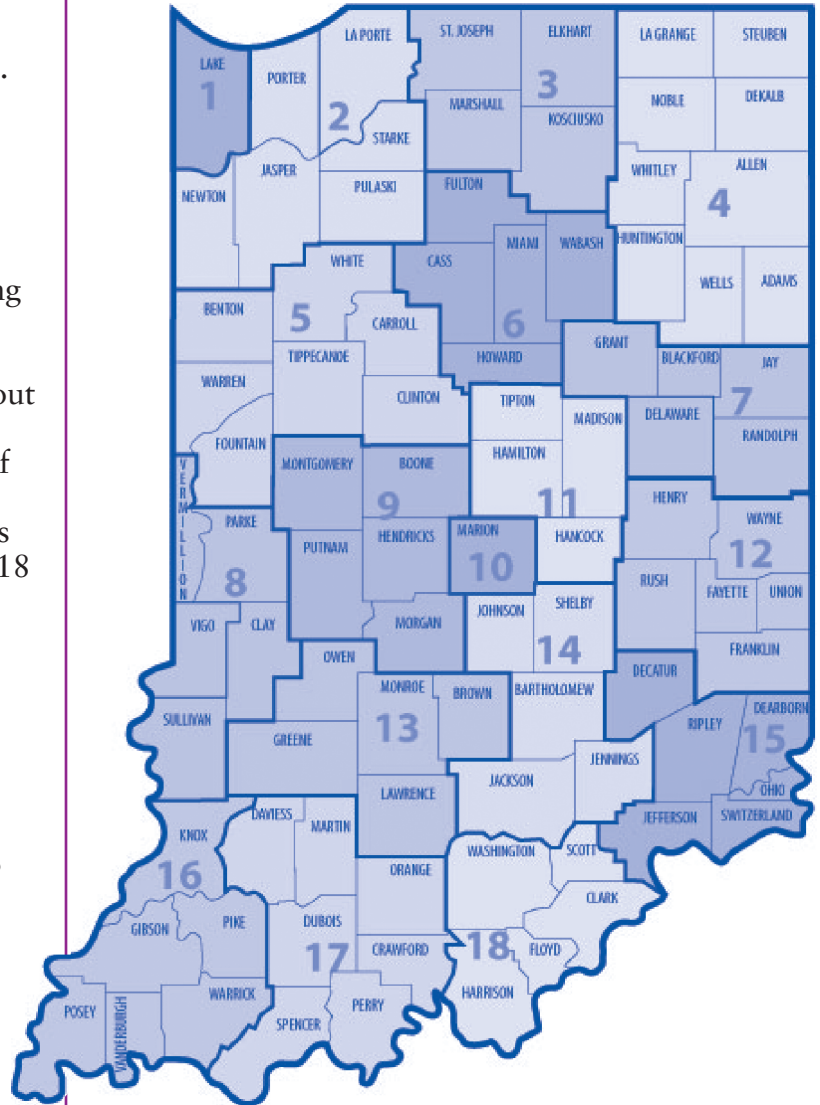 .
ng
out
f
s
18
LA PORTE
ST. JOSEPH
ELKHART
LA GRANGE
STEUBEN
LAKE
1
PORTER
2
STARKE
MARSHALL
3
KOSCIUSKO
NOBLE
DEKALB
NEWTON
JASPER
PULASKI
FULTON
WHITLEY
ALLEN
4
HUNTINGTON
WELLS
ADAMS
WHITE
CASS
MIAMI
WABASH
BENTON
5
CARROLL
6
TIPPECANOE
HOWARD
GRANT
BLACKFORD
JAY
7
WARREN
CLINTON
TIPTON
MADISON
DELAWARE
RANDOLPH
FOUNTAIN
MONTGOMERY
BOONE
HAMILTON
VERMILLION
9
11
HENRY
PARKE
8
PUTNAM
HENDRICKS
MARION
10
HANCOCK
WAYNE
12
RUSH
FAYETTE
UNION
VIGO
CLAY
MORGAN
JOHNSON
SHELBY
14
FRANKLIN
OWEN
DECATUR
MONROE
BROWN
BARTHOLOMEW
SULLIVAN
13
GREENE
RIPLEY
DEARBORN
15
OHIO
JENNINGS
JACKSON
LAWRENCE
JEFFERSON
SWITZERLAND
KNOX
16
DAVIESS
MARTIN
WASHINGTON
SCOTT
ORANGE
CLARK
GIBSON
PIKE
DUBOIS
17
CRAWFORD
18
FLOYD
HARRISON
POSEY
VANDERBURGH
WARRICK
SPENCER
PERRY